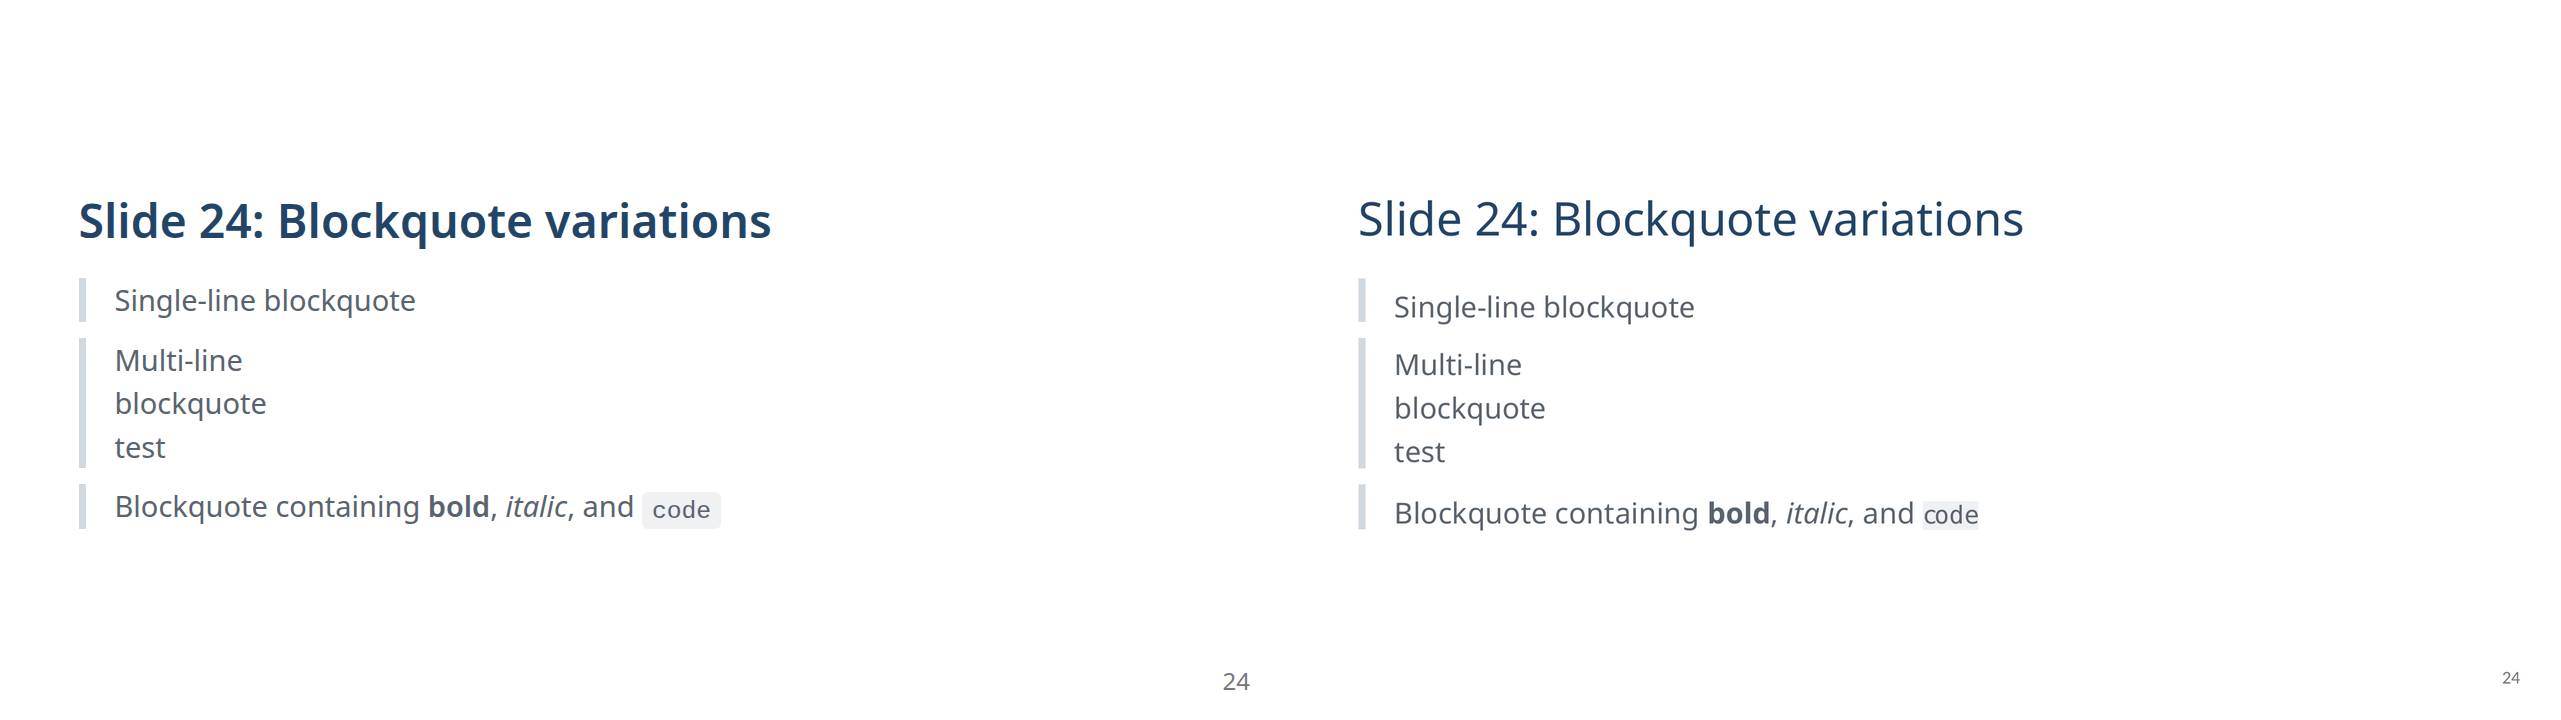 Slide 24: Blockquote variations
Single-line blockquote
Multi-line
blockquote
test
Blockquote containing bold, italic, and code
24
Slide 24: Blockquote variations
Single-line blockquote
Multi-line
blockquote
test
Blockquote containing bold, italic, and code
24